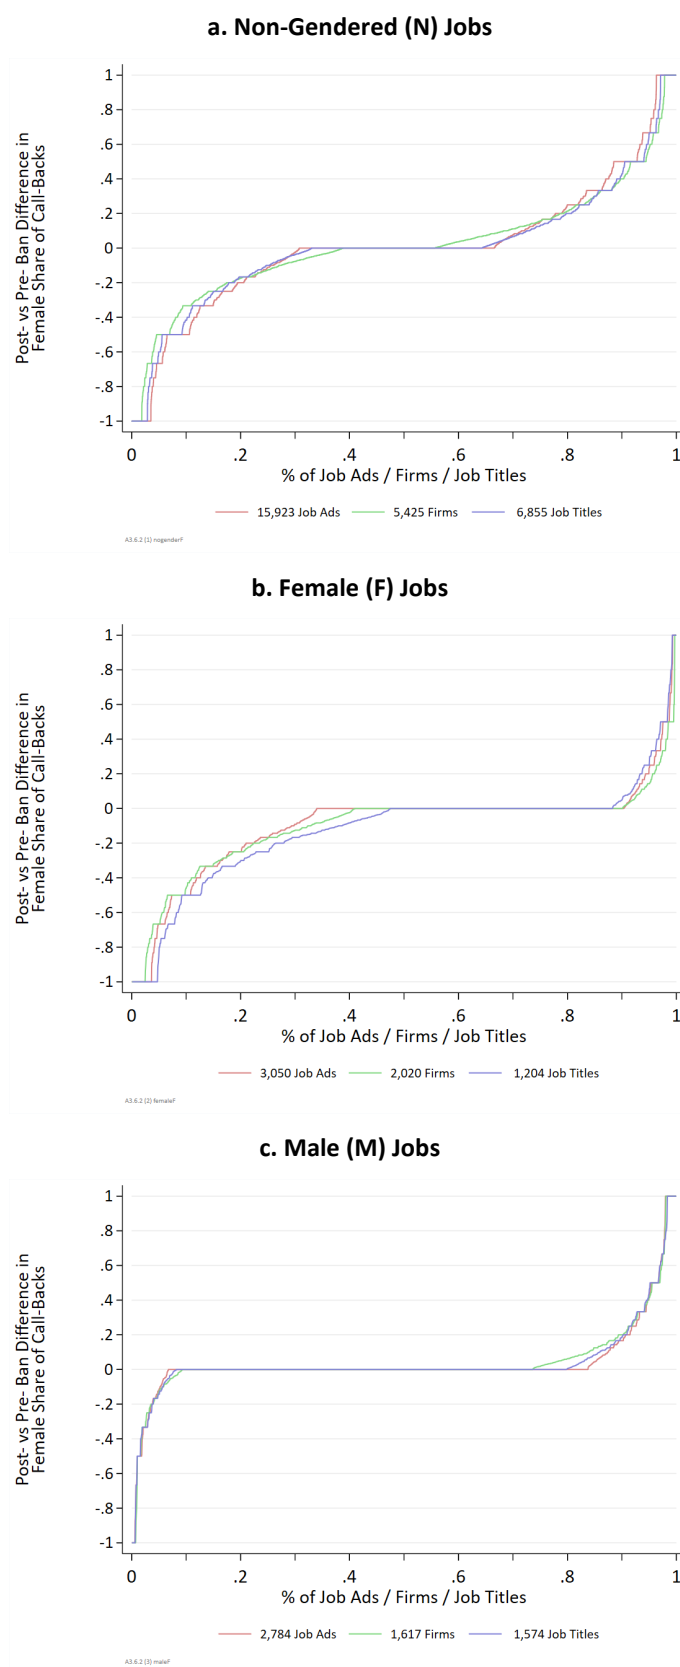 a. Non-Gendered (N) Jobs
Post- vs Pre- Ban Difference in
Female Share of Call-Backs
1
.8
.6
.4
.2
0
-.2
-.4
-.6
-.8
-1
0 .2 .4 .6 .8 1
% of Job Ads / Firms / Job Titles
15,923 Job Ads 5,425 Firms 6,855 Job Titles
A3.6.2 (1) nogenderF
b. Female (F) Jobs
Post- vs Pre- Ban Difference in
Female Share of Call-Backs
1
.8
.6
.4
.2
0
-.2
-.4
-.6
-.8
-1
0 .2 .4 .6 .8 1
% of Job Ads / Firms / Job Titles
3,050 Job Ads 2,020 Firms 1,204 Job Titles
A3.6.2 (2) femaleF
c. Male (M) Jobs
Post- vs Pre- Ban Difference in
Female Share of Call-Backs
1
.8
.6
.4
.2
0
-.2
-.4
-.6
-.8
-1
0 .2 .4 .6 .8 1
% of Job Ads / Firms / Job Titles
2,784 Job Ads 1,617 Firms 1,574 Job Titles
A3.6.2 (3) maleF